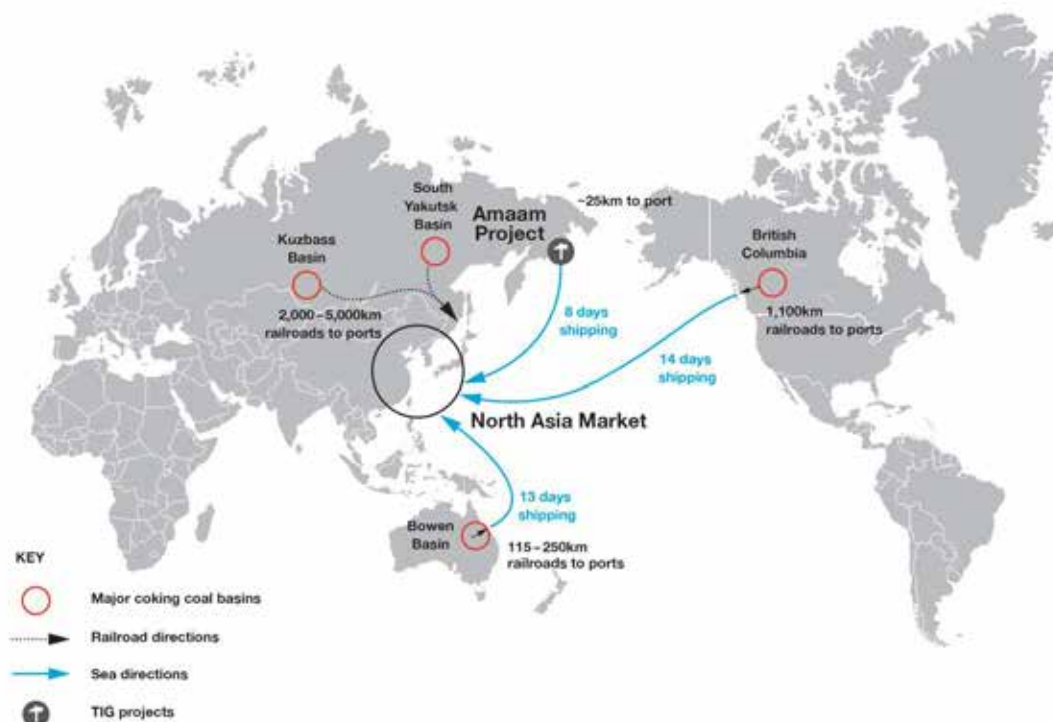 South
Yakutsk
Basin
Amaam
Project
~25km to port
Kuzbass
Basin
British
Columbia
2,000–5,000km
railroads to ports
8 days
shipping
1,100km
railroads to ports
14 days
shipping
North Asia Market
13 days
shipping
Bowen
Basin
115–250km
railroads to ports
KEY
Major coking coal basins
Railroad directions
Sea directions
TIG projects